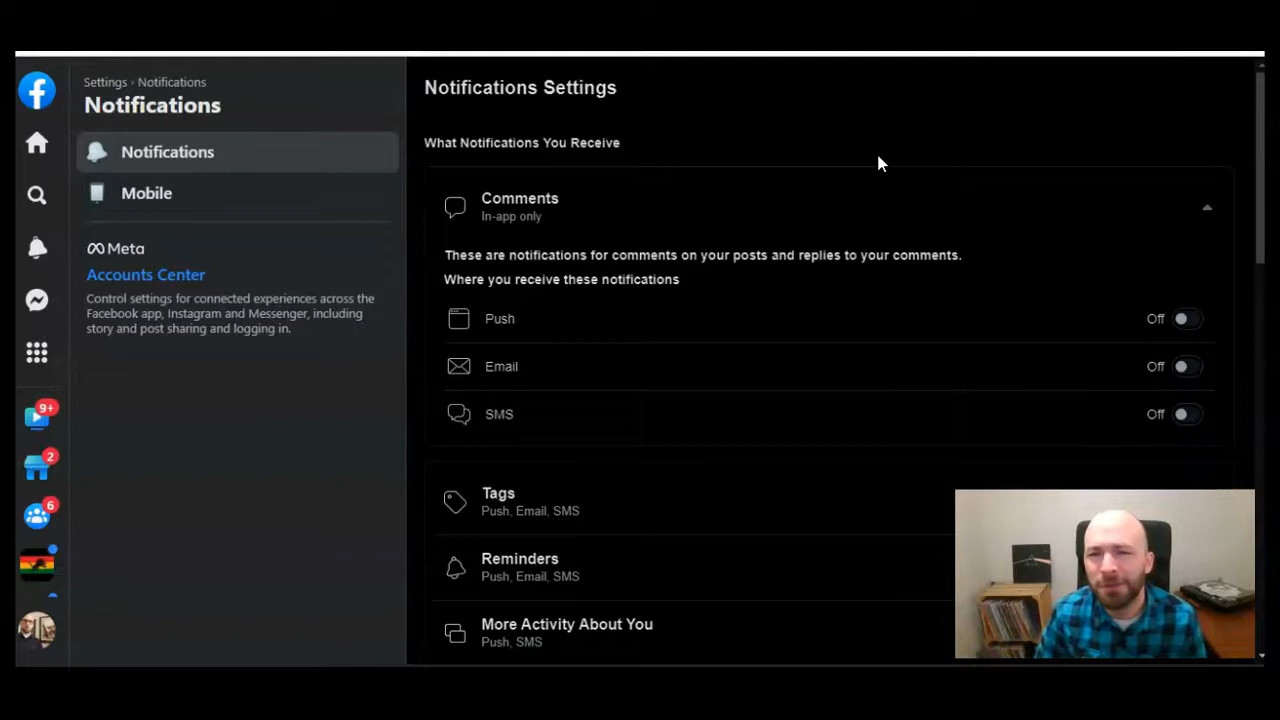 Settings › Notifications
Notifications
Notifications
Mobile
Meta
Accounts Center
Control settings for connected experiences across the
Facebook app, Instagram and Messenger, including
story and post sharing and logging in.
9+
2
6
Notifications Settings
What Notifications You Receive
Comments
In-app only
These are notifications for comments on your posts and replies to your comments.
Where you receive these notifications
Push
Off
Email
Off
SMS
Off
Tags
Push, Email, SMS
Reminders
Push, Email, SMS
More Activity About You
Push, SMS